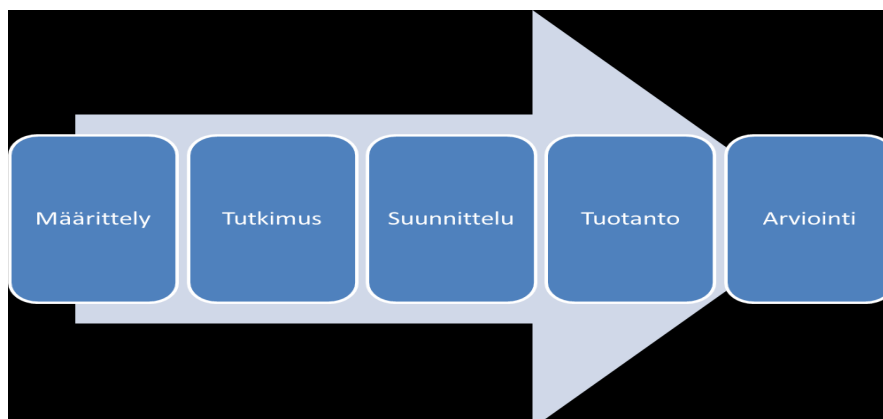 Määrittely
Tutkimus
Suunnittelu
Tuotanto
Arviointi